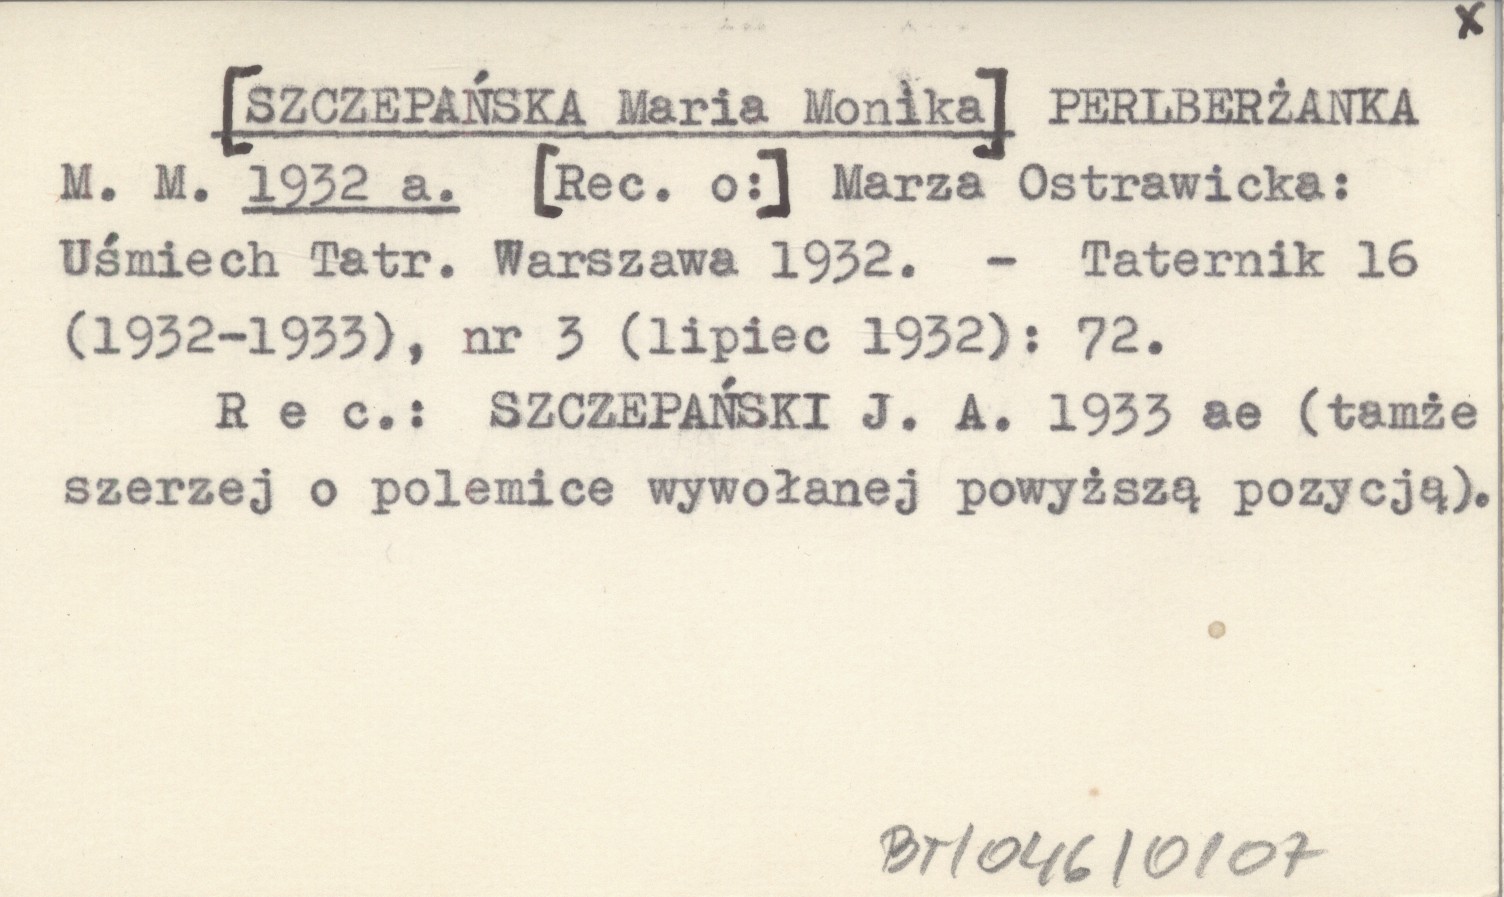 x
[SZCZEPAŃSKA Maria Monika] PERLBERŻANKA
M. M. 1932 a. [Rec. o:] Marza Ostrawicka:
Uśmiech Tatr. Warszawa 1932. - Taternik 16
(1932-1933), nr 3 (lipiec 1932): 72.
R e c.: SZCZEPAŃSKI J. A. 1933 ae (tamże
szerzej o polemice wywołanej powyższą pozycją).
BT/046/0107